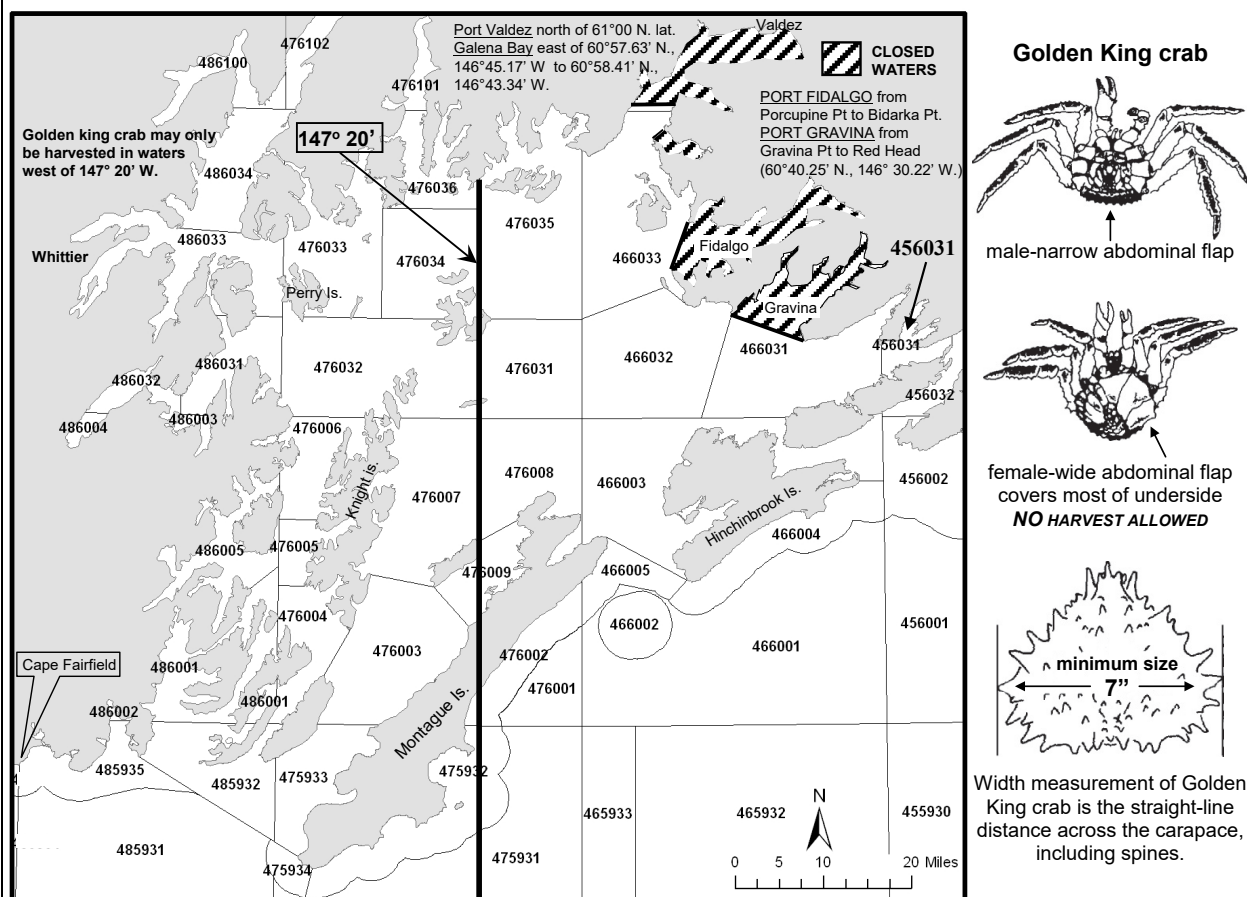 476102
Valdez
486100
476101
Port Valdez north of 61°00 N. lat.
Galena Bay east of 60°57.63' N.,
146°45.17' W to 60°58.41' N.,
146°43.34' W.
CLOSED
WATERS
PORT FIDALGO from
Porcupine Pt to Bidarka Pt.
PORT GRAVINA from
Gravina Pt to Red Head
(60°40.25' N., 146° 30.22' W.)
Golden king crab may only
be harvested in waters
west of 147° 20' W.
147° 20'
486034
476036
476035
Whittier
486033
476033
476034
466033
Fidalgo
456031
Perry Is.
Gravina
486031
476032
476031
466032
466031
456031
486032
456032
486004
486003
476006
Knight Is.
476007
476008
466003
456002
Hinchinbrook Is.
466004
486005
476005
476009
466005
476004
466002
476003
476002
466001
456001
Cape Fairfield
486001
476001
486001
486002
Montague Is.
485935
485932
475933
475932
465933
465932
455930
N
485931
475931
475934
0 5 10 20 Miles
Golden King crab
male-narrow abdominal flap
female-wide abdominal flap
covers most of underside
NO HARVEST ALLOWED
minimum size
7”
Width measurement of Golden
King crab is the straight-line
distance across the carapace,
including spines.